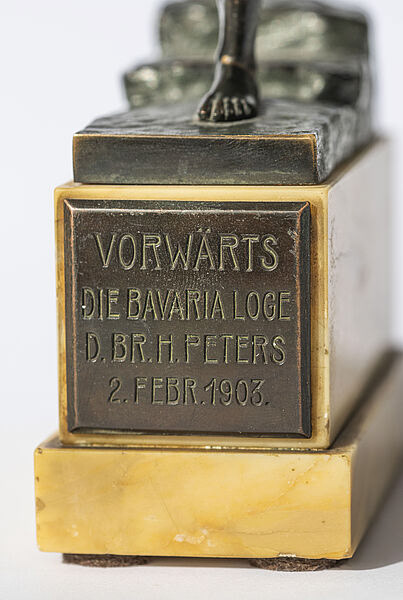 VORWÄRTS
DIE BAVARIA LOGE
D. BR. H. PETERS
2. FEBR. 1903.